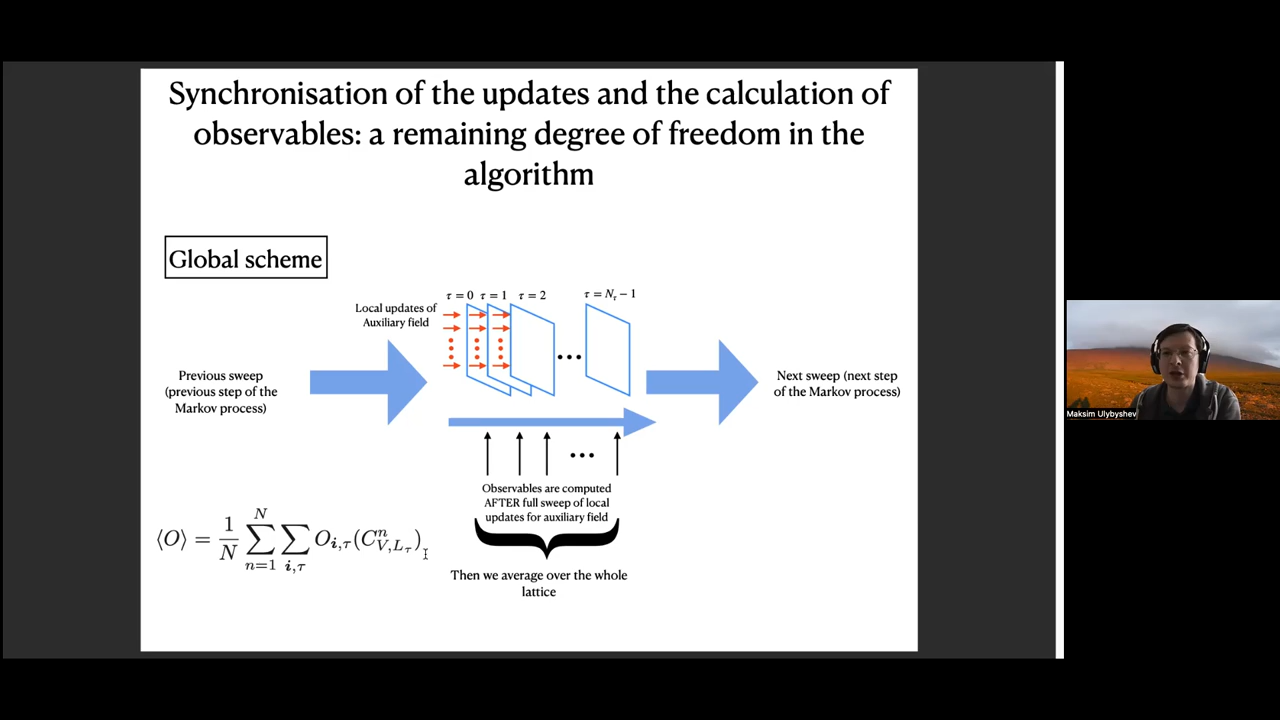 Synchronisation of the updates and the calculation of
observables: a remaining degree of freedom in the
algorithm
Global scheme
τ = 0 τ = 1 τ = 2 τ = Nτ − 1
Local updates of
Auxiliary field
Previous sweep
(previous step of the
Markov process)
Next sweep (next step
of the Markov process)
Observables are computed
AFTER full sweep of local
updates for auxiliary field
Then we average over the whole
lattice
⟨O⟩ = 1/N ∑_{n=1}^{N} ∑_{i,τ} O_{i,τ}(C^n_{V,L_τ})
Maksim Ulybyshev